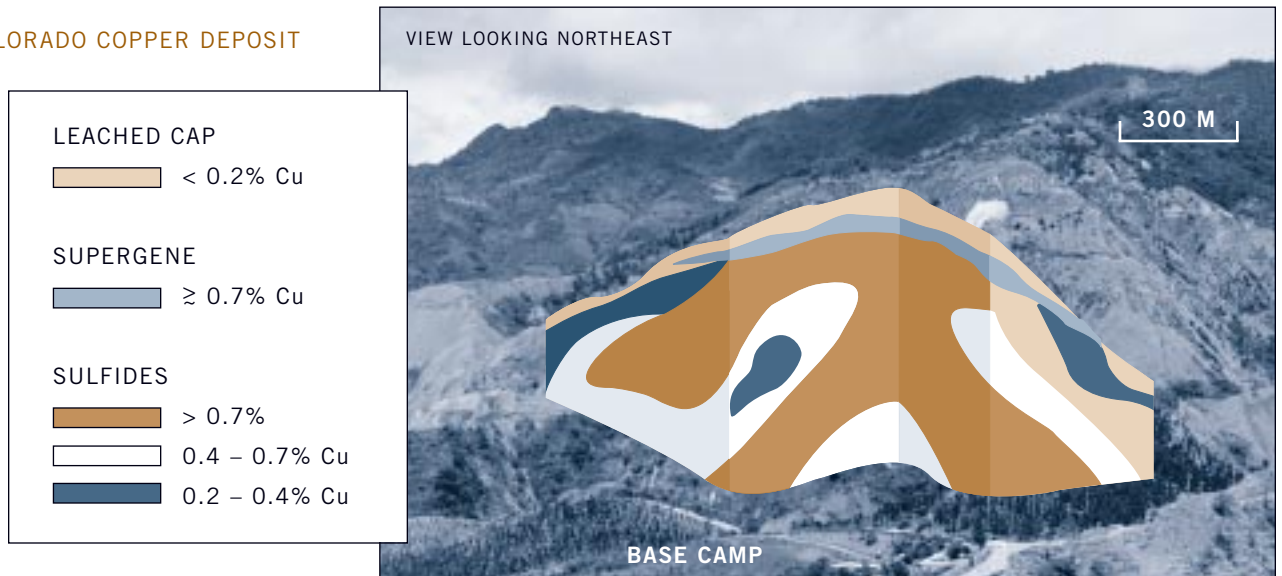 LORADO COPPER DEPOSIT
VIEW LOOKING NORTHEAST
300 M
LEACHED CAP
< 0.2% Cu
SUPERGENE
≳ 0.7% Cu
SULFIDES
> 0.7%
0.4 – 0.7% Cu
0.2 – 0.4% Cu
BASE CAMP